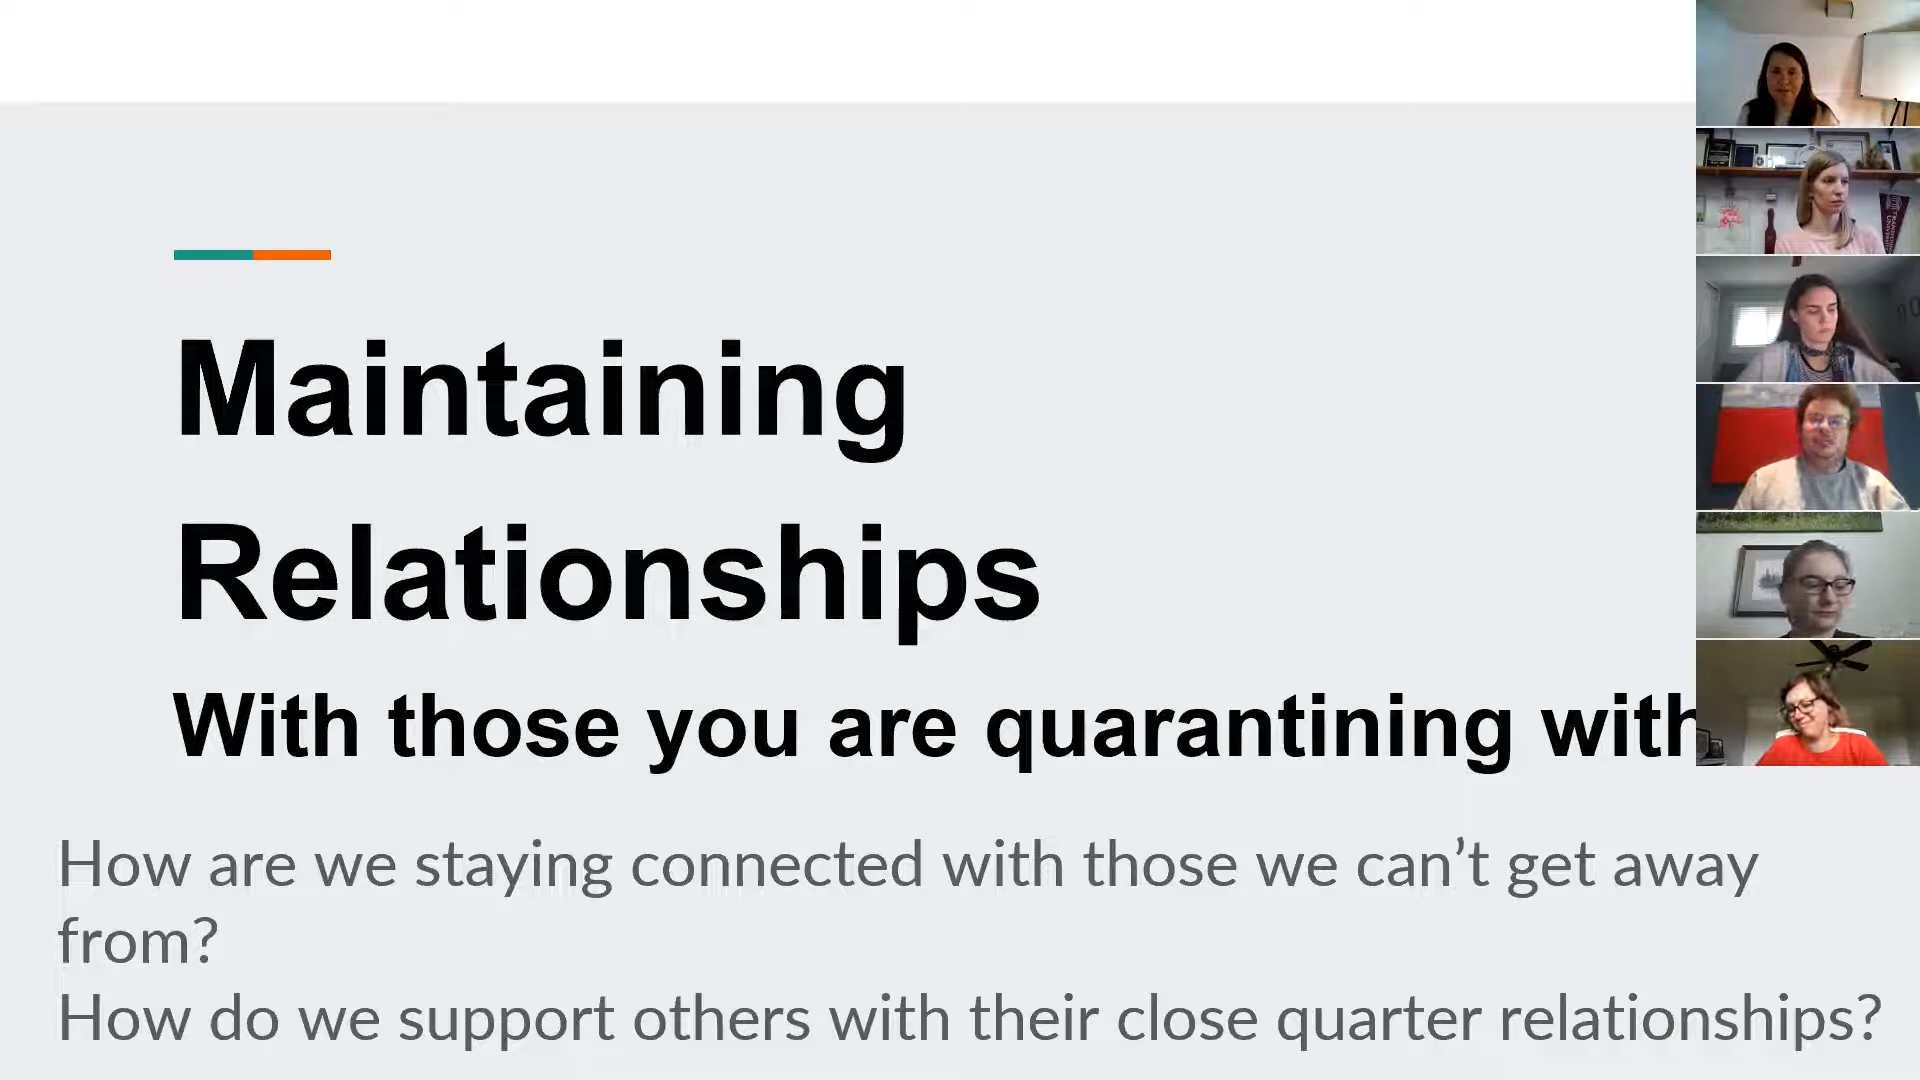 Maintaining
Relationships
With those you are quarantining with
How are we staying connected with those we can’t get away
from?
How do we support others with their close quarter relationships?